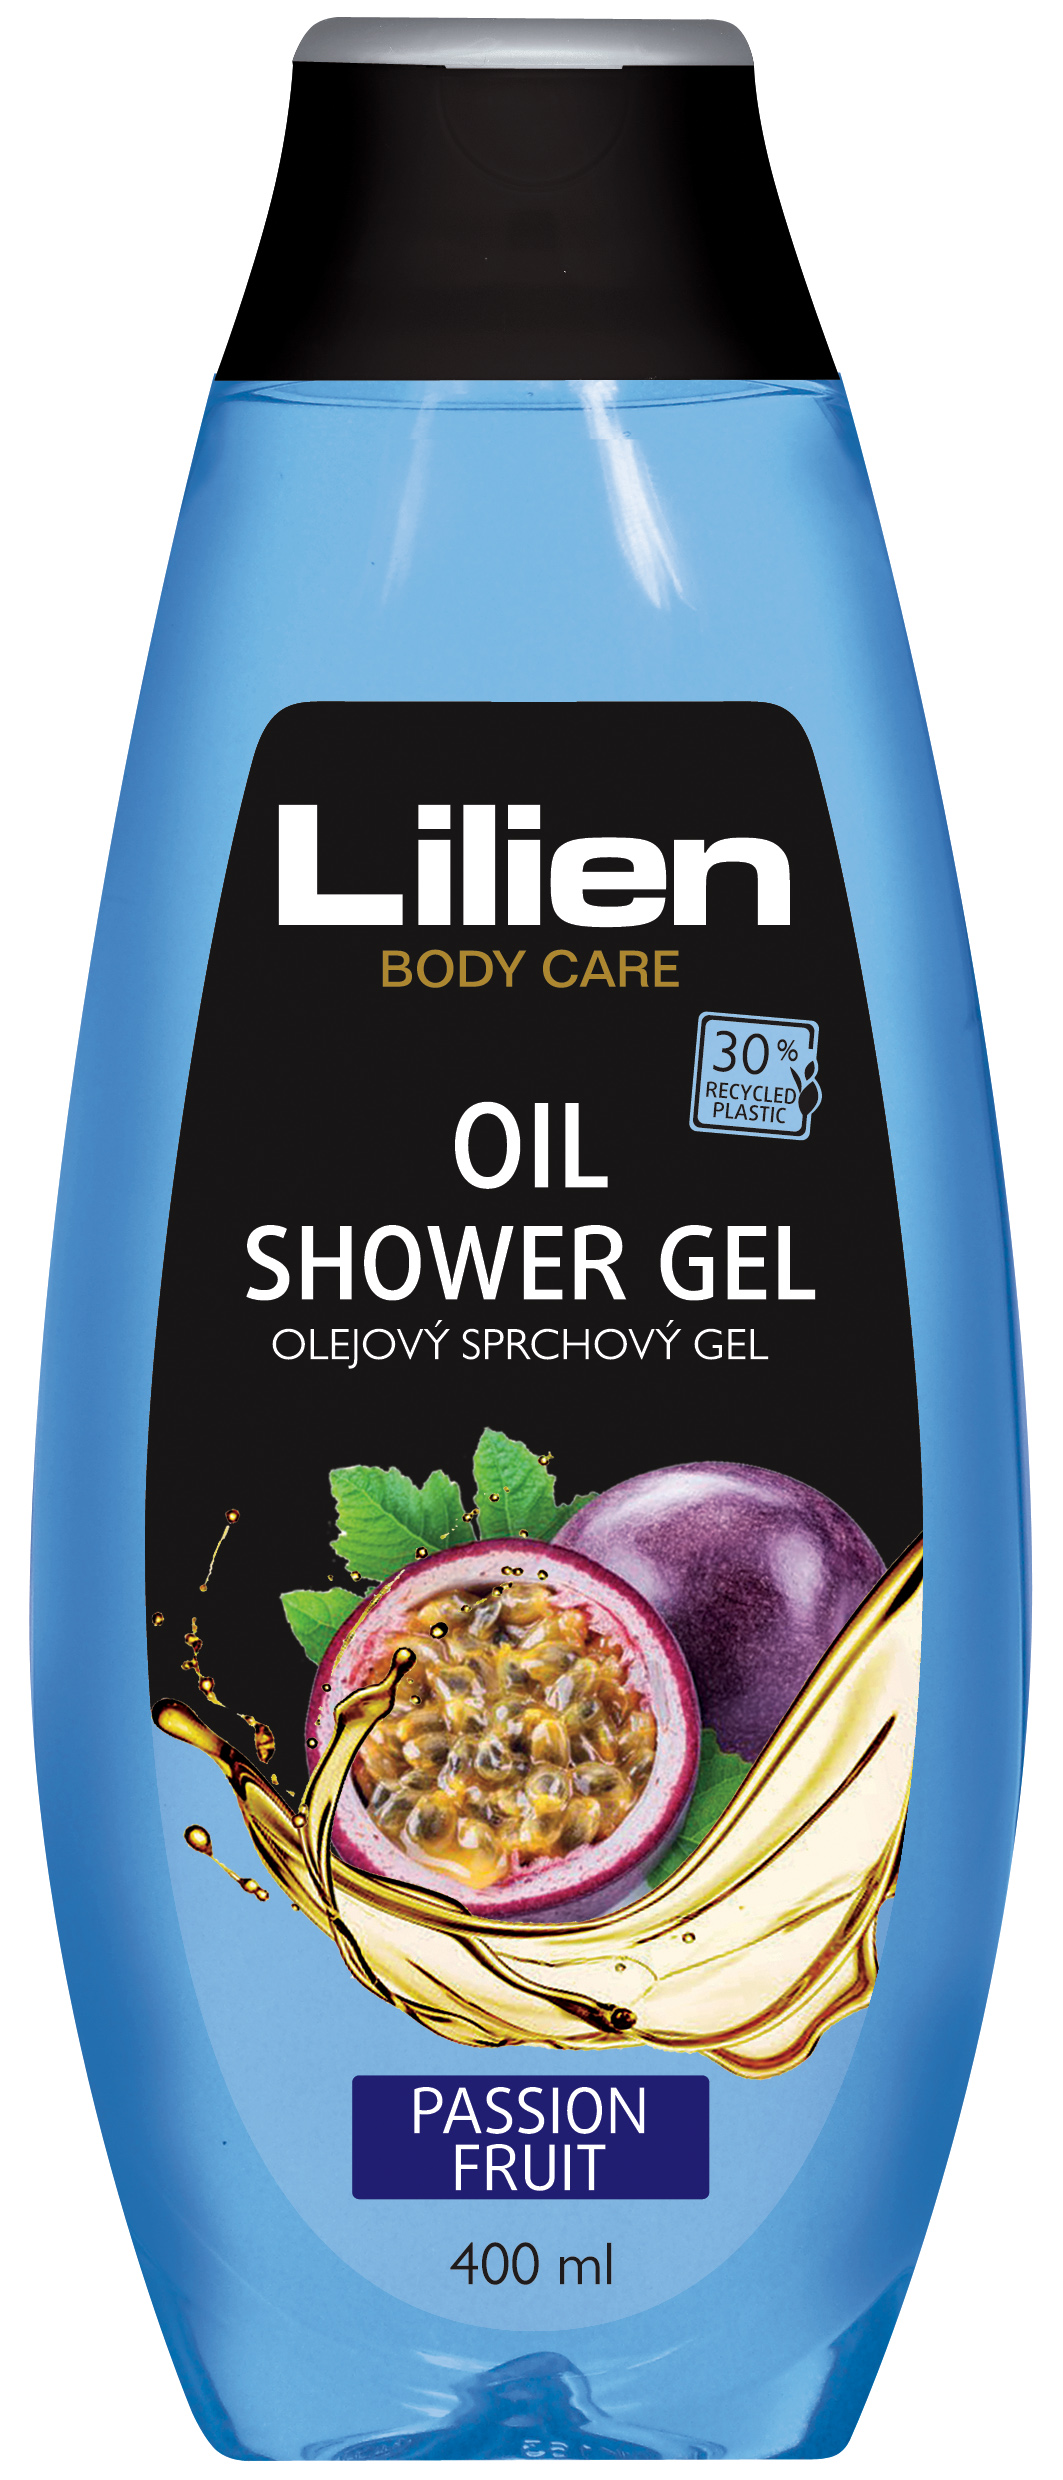 Lilien
BODY CARE
30%
RECYCLED
PLASTIC
OIL
SHOWER GEL
OLEJOVÝ SPRCHOVÝ GEL
PASSION
FRUIT
400 ml